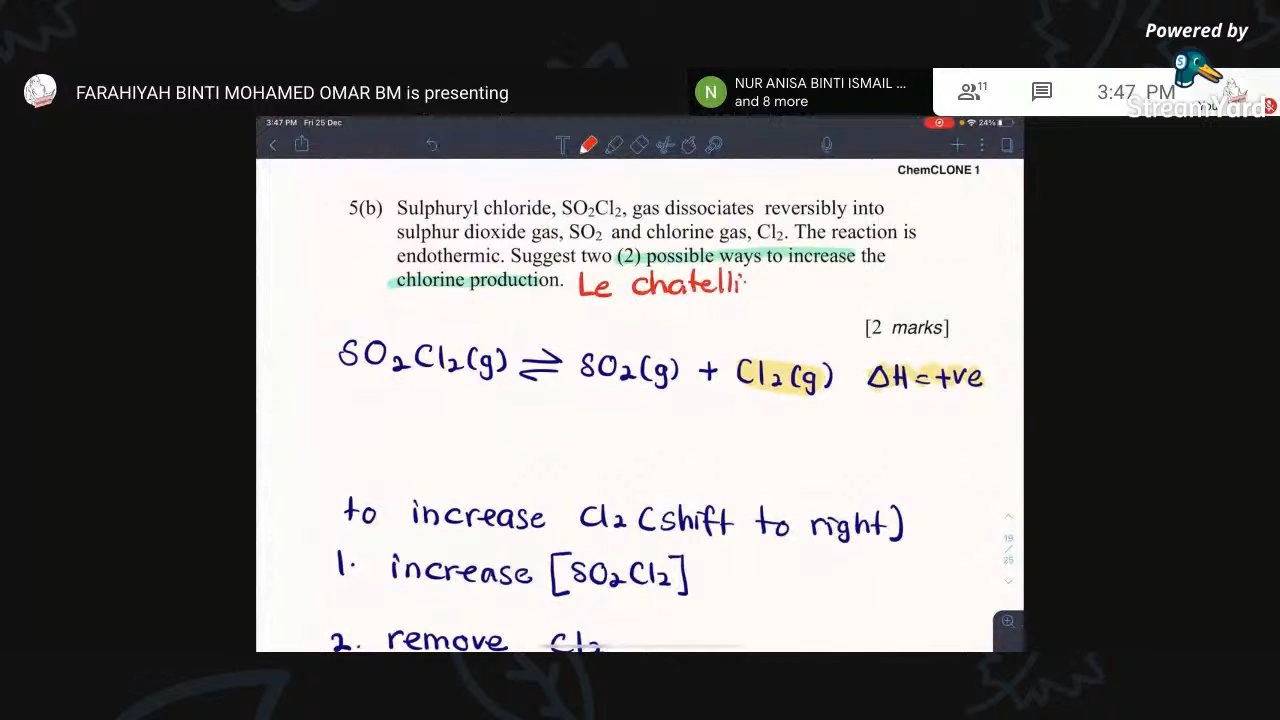 Powered by
StreamYard
FARAHIYAH BINTI MOHAMED OMAR BM is presenting
N
NUR ANISA BINTI ISMAIL ...
and 8 more
11
3:47 PM
You
3:47 PM Fri 25 Dec
24%
ChemCLONE 1
5(b) Sulphuryl chloride, SO₂Cl₂, gas dissociates reversibly into
sulphur dioxide gas, SO₂ and chlorine gas, Cl₂. The reaction is
endothermic. Suggest two (2) possible ways to increase the
chlorine production. Le chatelli
[2 marks]
SO₂Cl₂(g) ⇌ SO₂(g) + Cl₂(g) ΔH = +ve
to increase Cl₂ (shift to right)
1. increase [SO₂Cl₂]
2. remove Cl₂
19
/
25